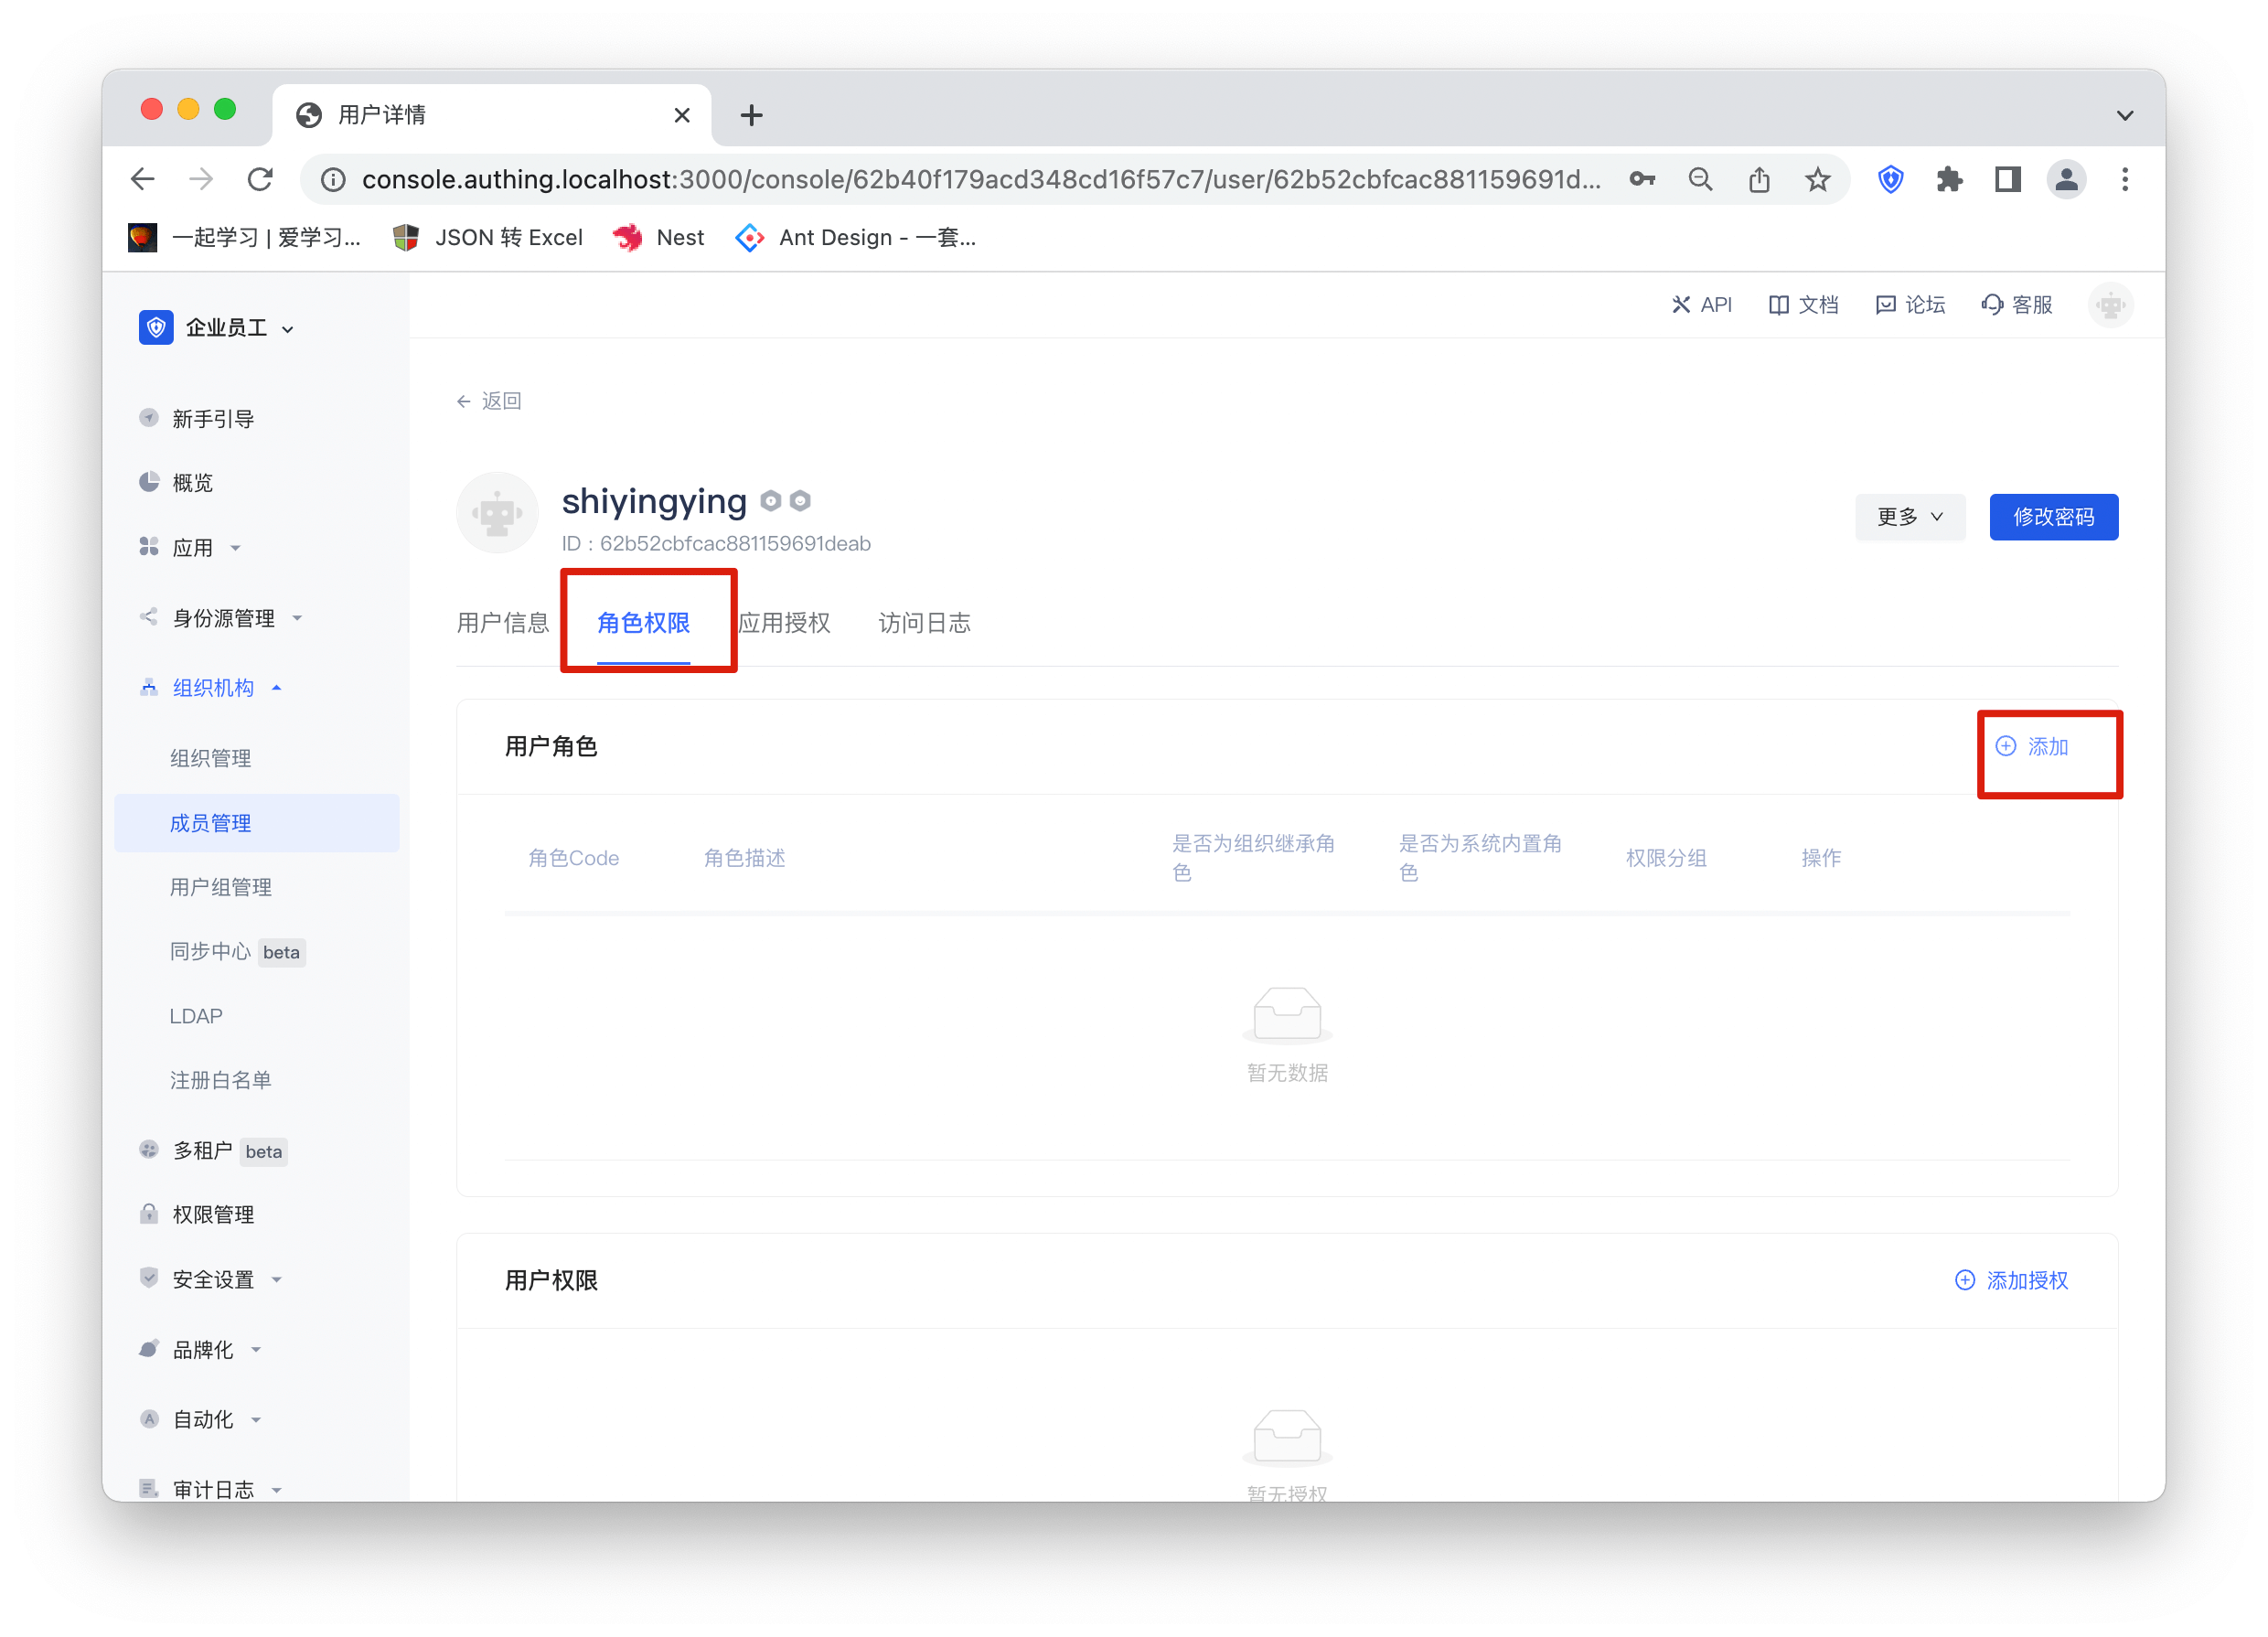 用户详情
console.authing.localhost:3000/console/62b40f179acd348cd16f57c7/user/62b52cbfcac881159691d...
一起学习 | 爱学习... JSON 转 Excel Nest Ant Design - 一套...
企业员工
API 文档 论坛 客服
新手引导
概览
应用
身份源管理
组织机构
组织管理
成员管理
用户组管理
同步中心 beta
LDAP
注册白名单
多租户 beta
权限管理
安全设置
品牌化
自动化
审计日志
返回
shiyingying
ID：62b52cbfcac881159691deab
更多 修改密码
用户信息 角色权限 应用授权 访问日志
用户角色 添加
角色Code 角色描述 是否为组织继承角色 是否为系统内置角色 权限分组 操作
暂无数据
用户权限 添加授权
暂无授权